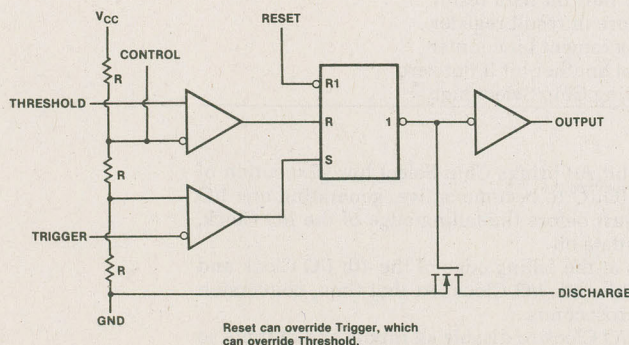 VCC
CONTROL
RESET
R
THRESHOLD
R1
R
1
OUTPUT
R
S
TRIGGER
R
DISCHARGE
GND
Reset can override Trigger, which
can override Threshold.